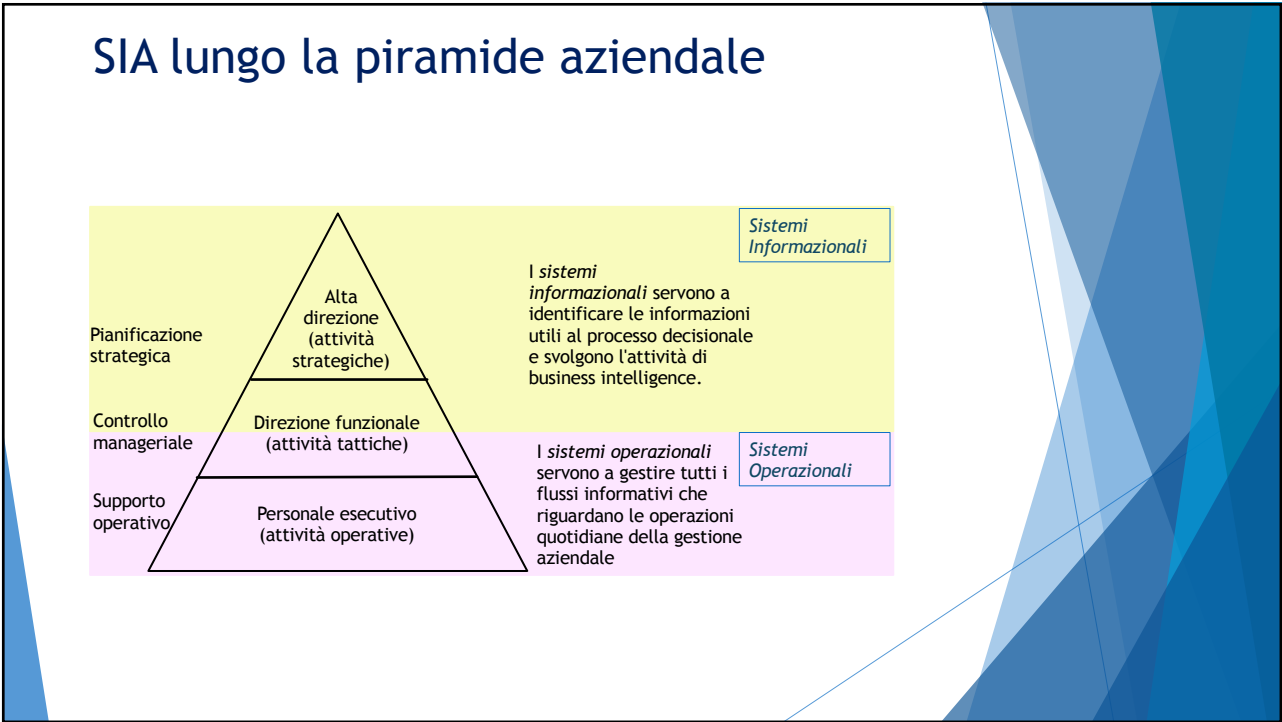 SIA lungo la piramide aziendale
Sistemi
Informazionali
I sistemi
informazionali servono a
identificare le informazioni
utili al processo decisionale
e svolgono l'attività di
business intelligence.
Alta
direzione
(attività
strategiche)
Pianificazione
strategica
Controllo
manageriale
Direzione funzionale
(attività tattiche)
I sistemi operazionali
servono a gestire tutti i
flussi informativi che
riguardano le operazioni
quotidiane della gestione
aziendale
Sistemi
Operazionali
Supporto
operativo
Personale esecutivo
(attività operative)